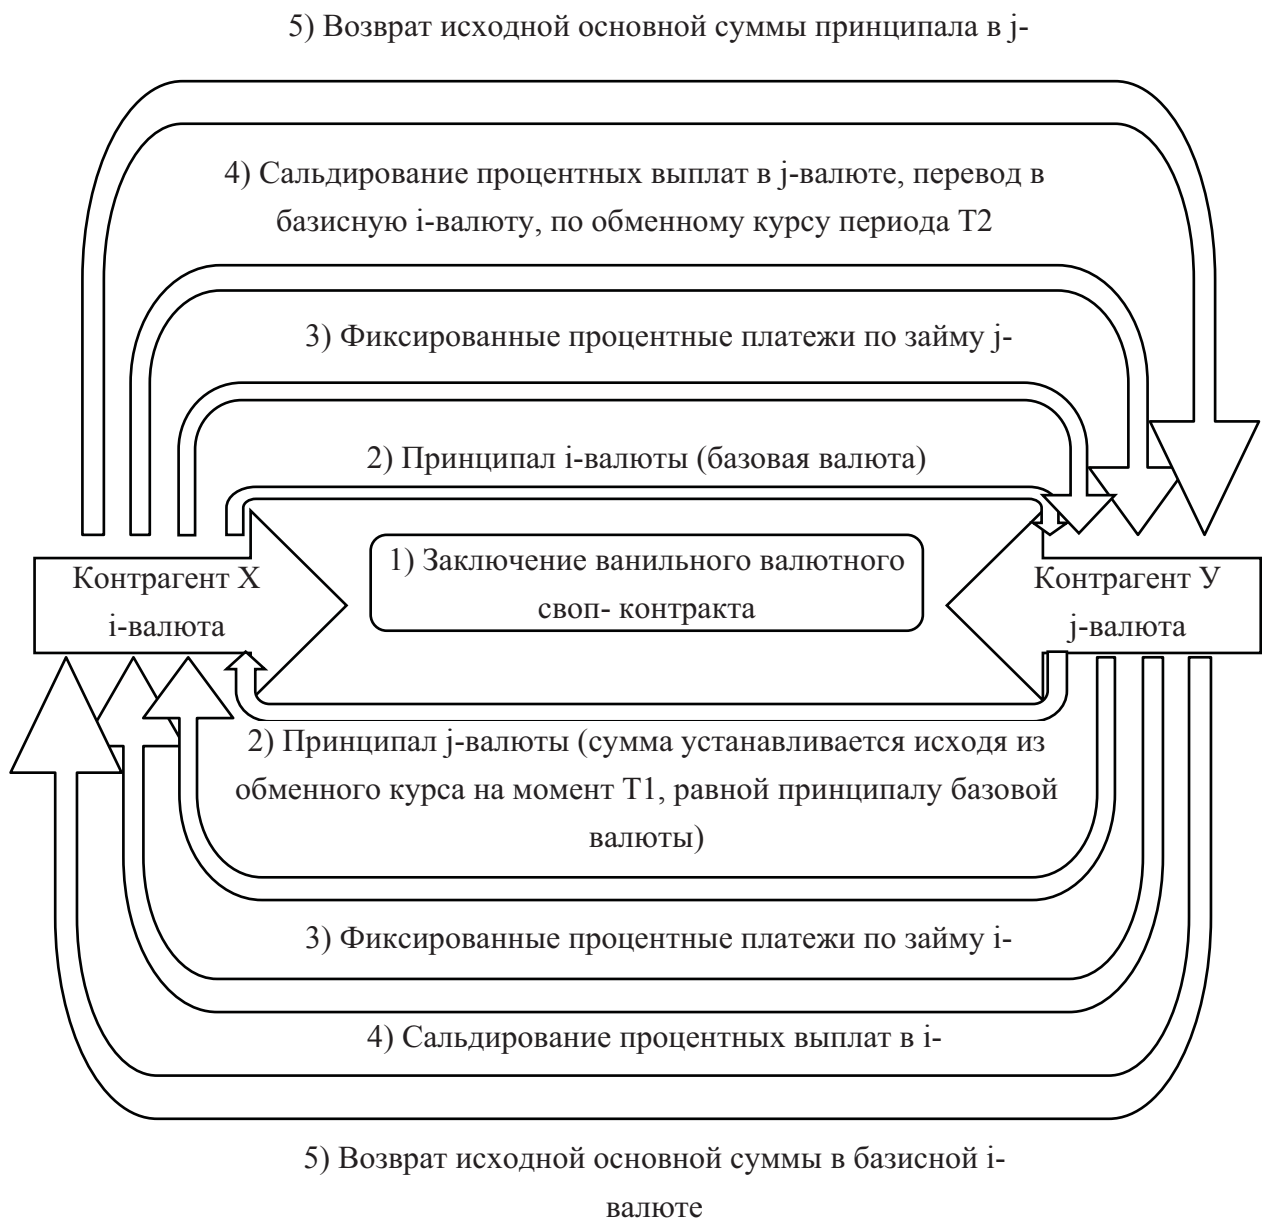 5) Возврат исходной основной суммы принципала в j-
4) Сальдирование процентных выплат в j-валюте, перевод в
базисную i-валюту, по обменному курсу периода T2
3) Фиксированные процентные платежи по займу j-
2) Принципал i-валюты (базовая валюта)
1) Заключение ванильного валютного
своп- контракта
Контрагент X
i-валюта
Контрагент У
j-валюта
2) Принципал j-валюты (сумма устанавливается исходя из
обменного курса на момент T1, равной принципалу базовой
валюты)
3) Фиксированные процентные платежи по займу i-
4) Сальдирование процентных выплат в i-
5) Возврат исходной основной суммы в базисной i-
валюте